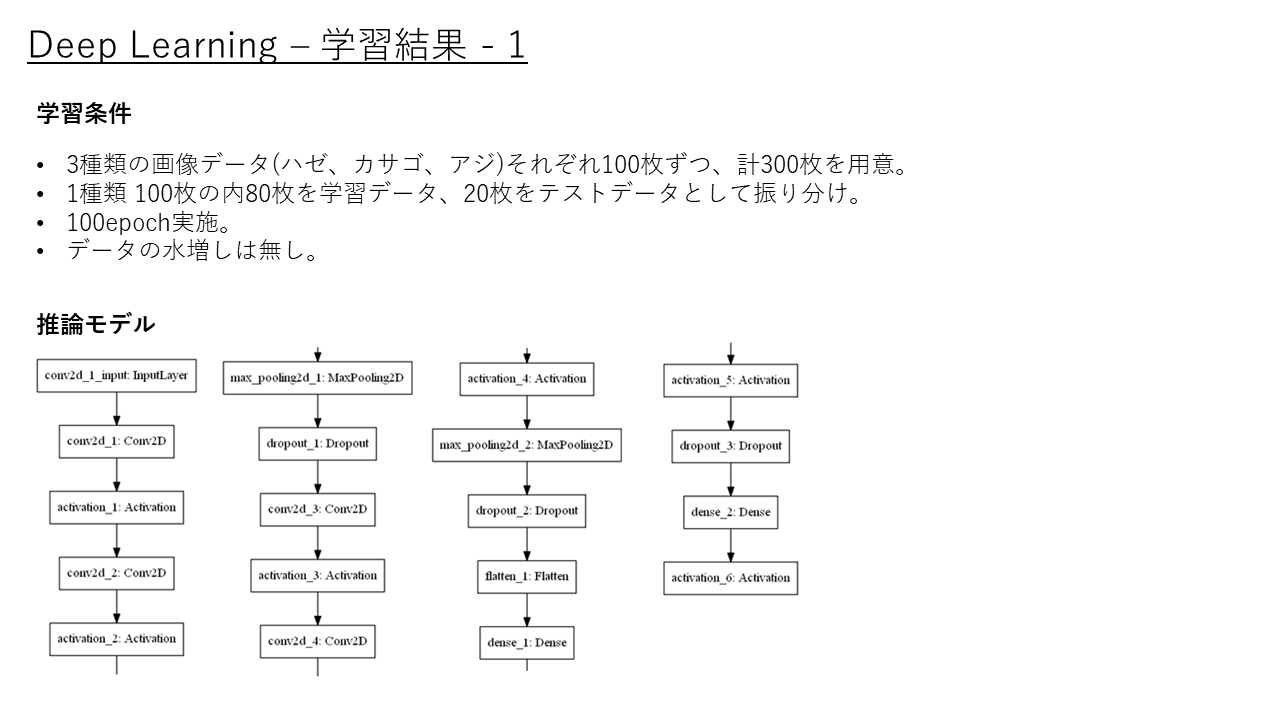 Deep Learning – 学習結果 - 1
学習条件
• 3種類の画像データ(ハゼ、カサゴ、アジ)それぞれ100枚ずつ、計300枚を用意。
• 1種類 100枚の内80枚を学習データ、20枚をテストデータとして振り分け。
• 100epoch実施。
• データの水増しは無し。
推論モデル
conv2d_1_input: InputLayer
conv2d_1: Conv2D
activation_1: Activation
conv2d_2: Conv2D
activation_2: Activation
max_pooling2d_1: MaxPooling2D
dropout_1: Dropout
conv2d_3: Conv2D
activation_3: Activation
conv2d_4: Conv2D
activation_4: Activation
max_pooling2d_2: MaxPooling2D
dropout_2: Dropout
flatten_1: Flatten
dense_1: Dense
activation_5: Activation
dropout_3: Dropout
dense_2: Dense
activation_6: Activation